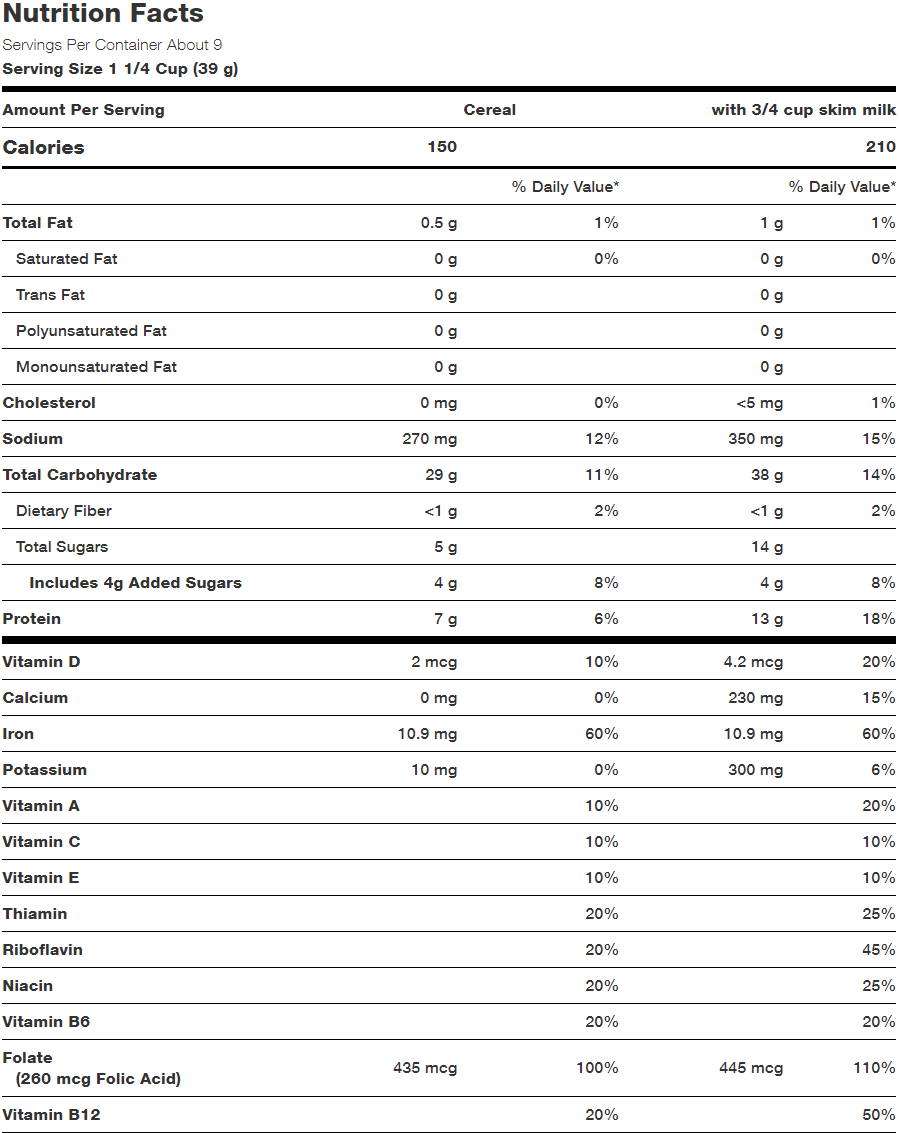 Nutrition Facts
Servings Per Container About 9
Serving Size 1 1/4 Cup (39 g)
Amount Per Serving Cereal with 3/4 cup skim milk
Calories 150 210
% Daily Value* % Daily Value*
Total Fat 0.5 g 1% 1 g 1%
Saturated Fat 0 g 0% 0 g 0%
Trans Fat 0 g 0 g
Polyunsaturated Fat 0 g 0 g
Monounsaturated Fat 0 g 0 g
Cholesterol 0 mg 0% <5 mg 1%
Sodium 270 mg 12% 350 mg 15%
Total Carbohydrate 29 g 11% 38 g 14%
Dietary Fiber <1 g 2% <1 g 2%
Total Sugars 5 g 14 g
Includes 4g Added Sugars 4 g 8% 4 g 8%
Protein 7 g 6% 13 g 18%
Vitamin D 2 mcg 10% 4.2 mcg 20%
Calcium 0 mg 0% 230 mg 15%
Iron 10.9 mg 60% 10.9 mg 60%
Potassium 10 mg 0% 300 mg 6%
Vitamin A 10% 20%
Vitamin C 10% 10%
Vitamin E 10% 10%
Thiamin 20% 25%
Riboflavin 20% 45%
Niacin 20% 25%
Vitamin B6 20% 20%
Folate
(260 mcg Folic Acid) 435 mcg 100% 445 mcg 110%
Vitamin B12 20% 50%